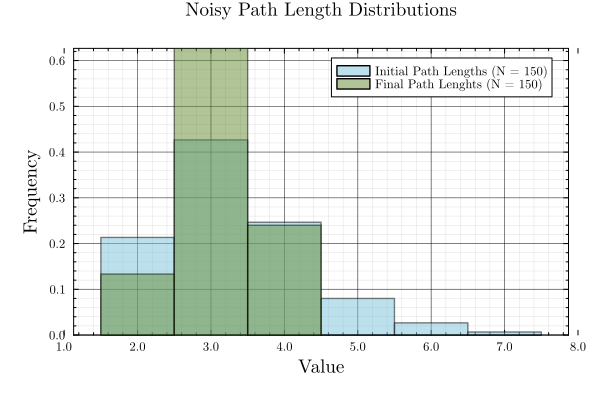 Noisy Path Length Distributions
Initial Path Lengths (N = 150)
Final Path Lenghts (N = 150)
Frequency
0.6
0.5
0.4
0.3
0.2
0.1
0.0
1.0 2.0 3.0 4.0 5.0 6.0 7.0 8.0
Value